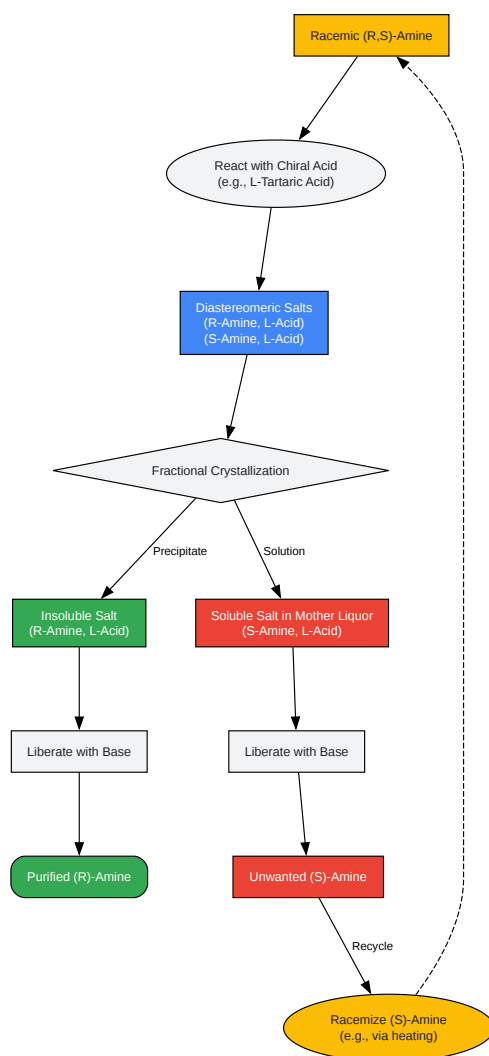 Racemic (R,S)-Amine
React with Chiral Acid
(e.g., L-Tartaric Acid)
Diastereomeric Salts
(R-Amine, L-Acid)
(S-Amine, L-Acid)
Fractional Crystallization
Precipitate
Solution
Insoluble Salt
(R-Amine, L-Acid)
Soluble Salt in Mother Liquor
(S-Amine, L-Acid)
Liberate with Base
Liberate with Base
Purified (R)-Amine
Unwanted (S)-Amine
Recycle
Racemize (S)-Amine
(e.g., via heating)